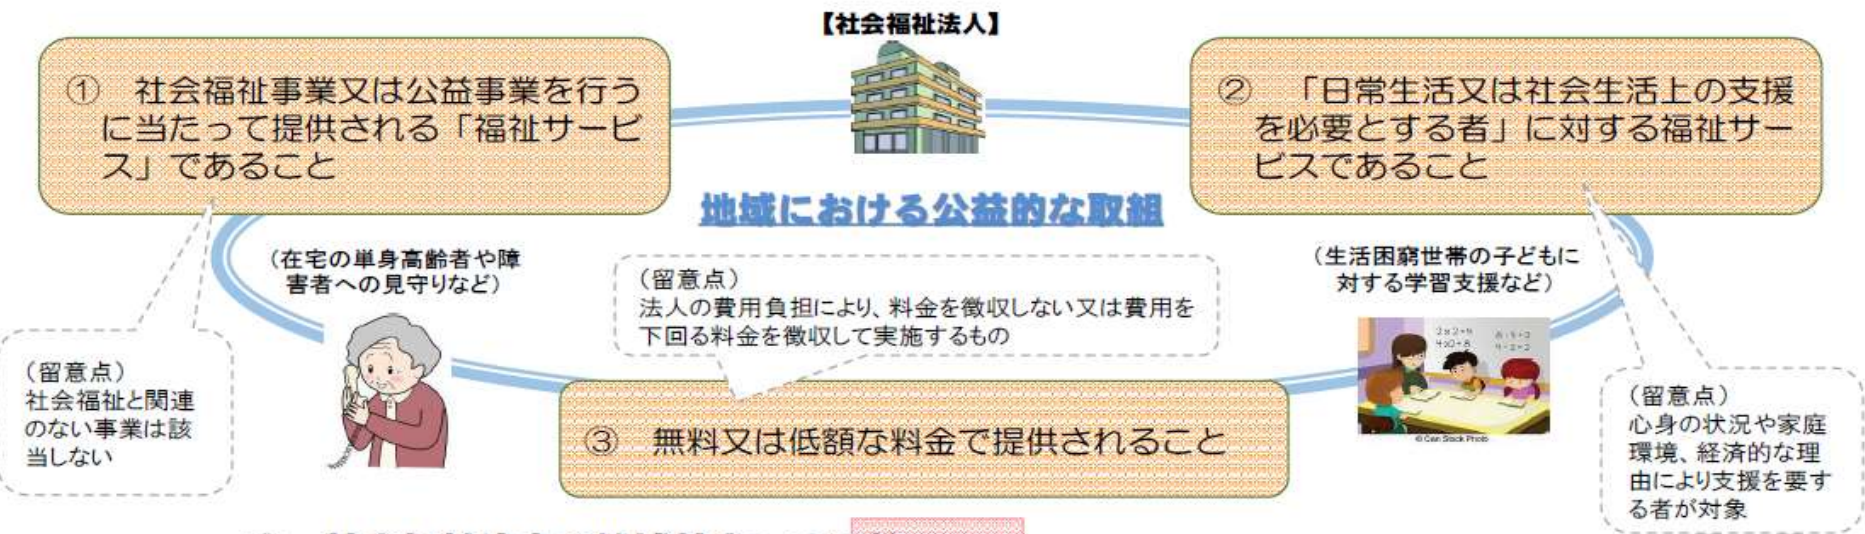 【社会福祉法人】
① 社会福祉事業又は公益事業を行う
に当たって提供される「福祉サービ
ス」であること
② 「日常生活又は社会生活上の支援
を必要とする者」に対する福祉サー
ビスであること
地域における公益的な取組
（在宅の単身高齢者や障
害者への見守りなど）
（留意点）
法人の費用負担により、料金を徴収しない又は費用を
下回る料金を徴収して実施するもの
（生活困窮世帯の子どもに
対する学習支援など）
（留意点）
社会福祉と関連
のない事業は該
当しない
③ 無料又は低額な料金で提供されること
© Can Stock Photo
（留意点）
心身の状況や家庭
環境、経済的な理
由により支援を要す
る者が対象